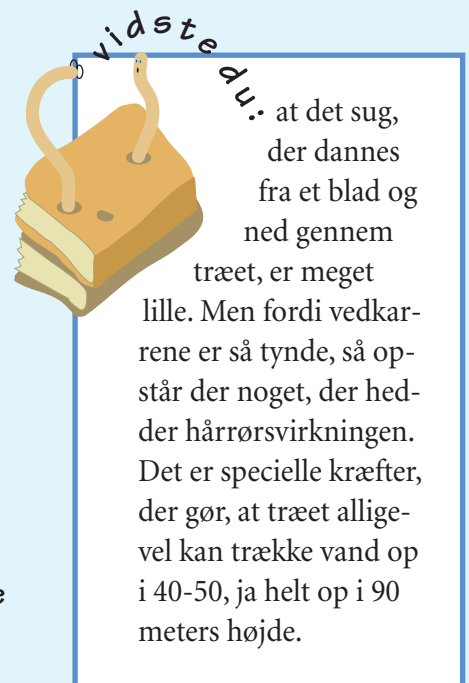 vidste du:
at det sug,
der dannes
fra et blad og
ned gennem
træet, er meget
lille. Men fordi vedkar-
rene er så tynde, så op-
står der noget, der hed-
der hårrørsvirkningen.
Det er specielle kræfter,
der gør, at træet allige-
vel kan trække vand op
i 40-50, ja helt op i 90
meters højde.
e